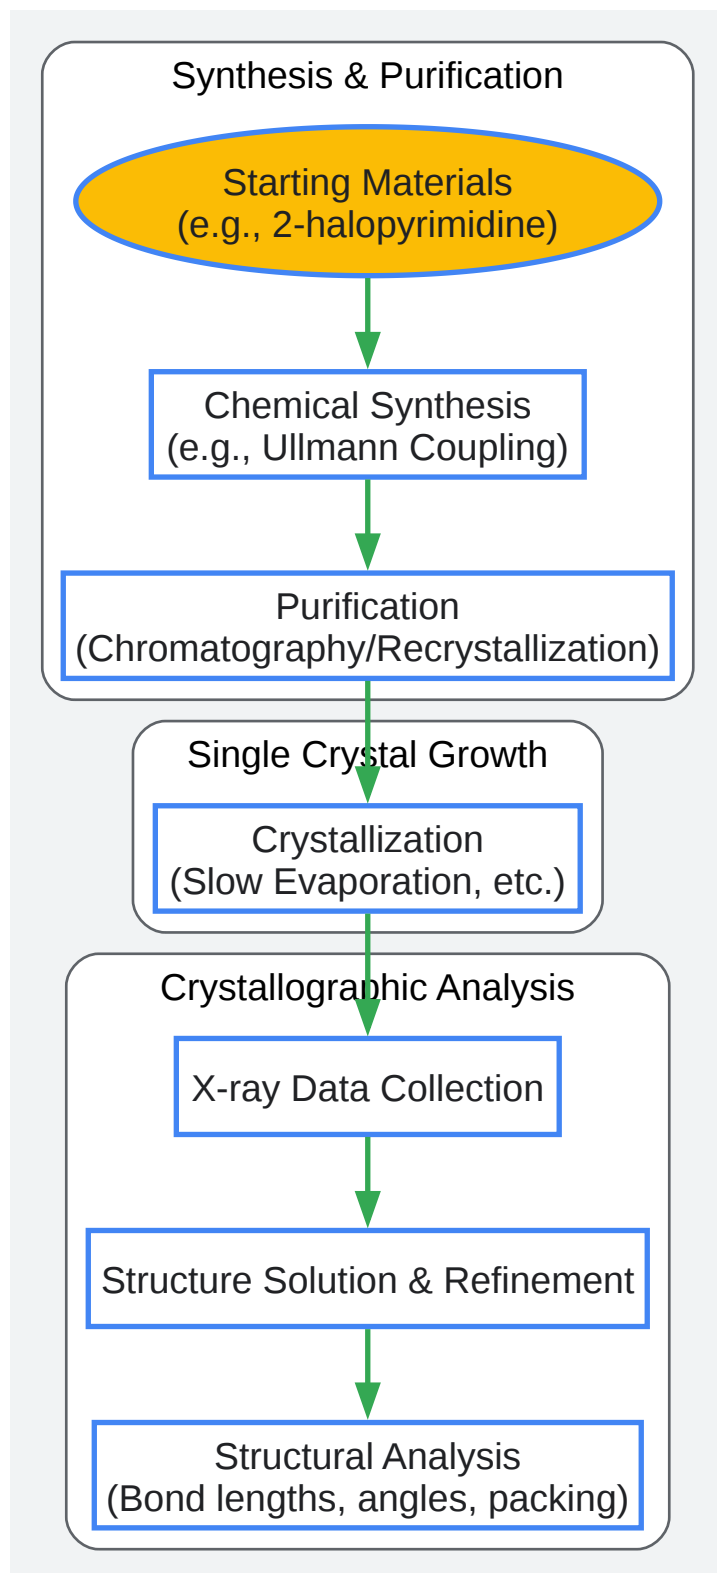 Synthesis & Purification
Starting Materials
(e.g., 2-halopyrimidine)
Chemical Synthesis
(e.g., Ullmann Coupling)
Purification
(Chromatography/Recrystallization)
Single Crystal Growth
Crystallization
(Slow Evaporation, etc.)
Crystallographic Analysis
X-ray Data Collection
Structure Solution & Refinement
Structural Analysis
(Bond lengths, angles, packing)